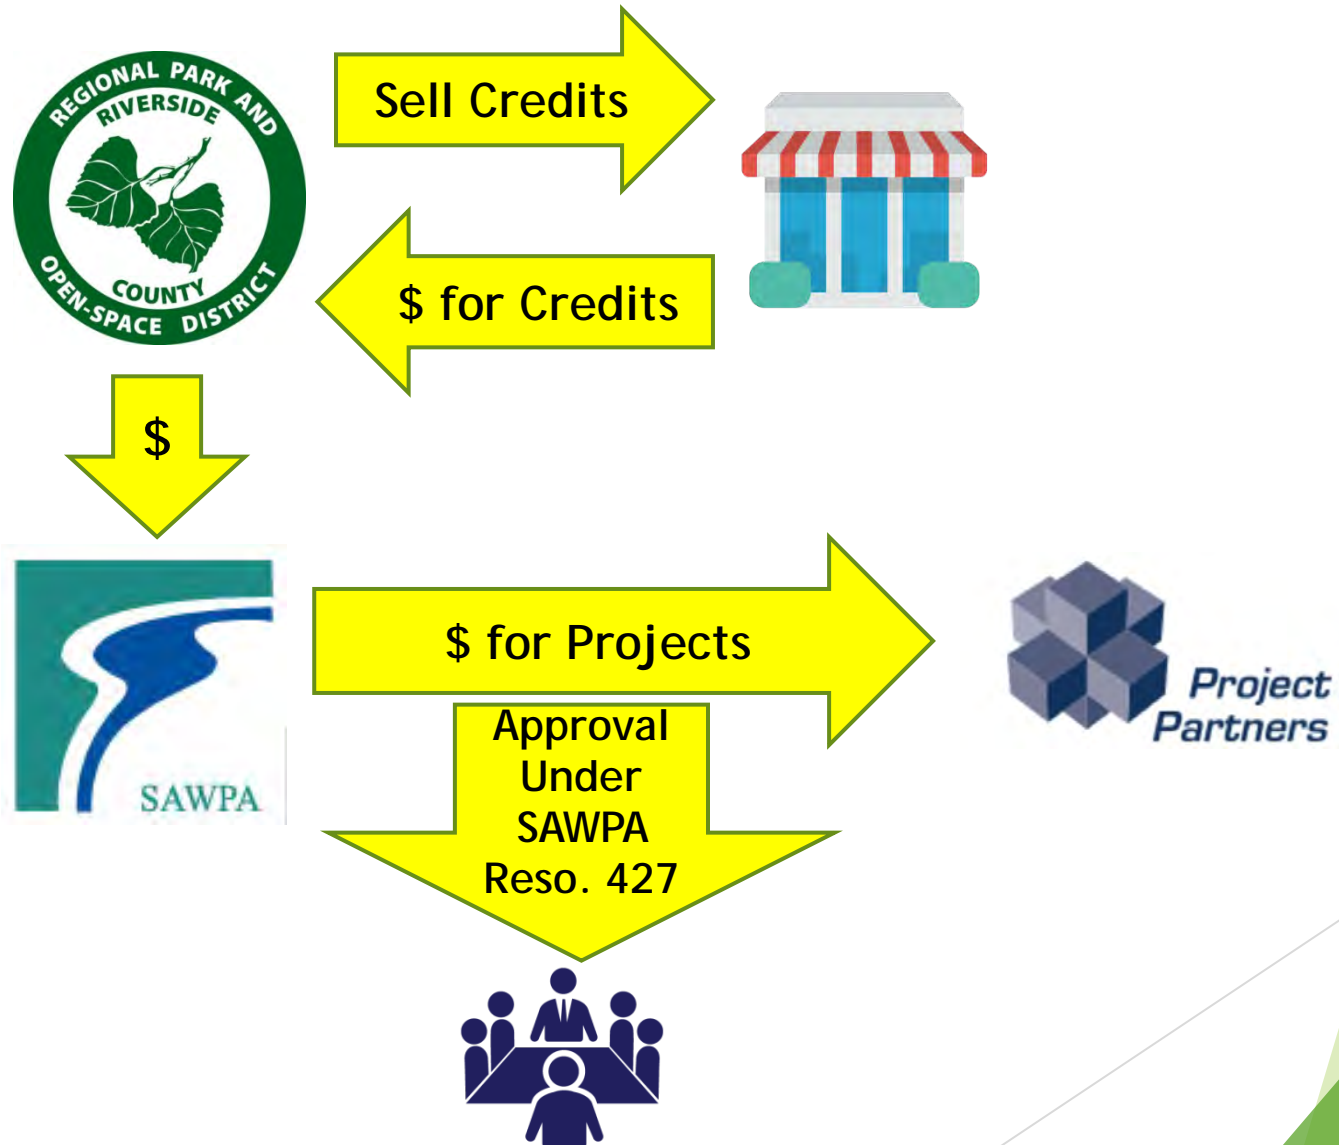 REGIONAL PARK AND
RIVERSIDE
COUNTY
OPEN-SPACE DISTRICT
Sell Credits
$ for Credits
$
SAWPA
$ for Projects
Project
Partners
Approval
Under
SAWPA
Reso. 427